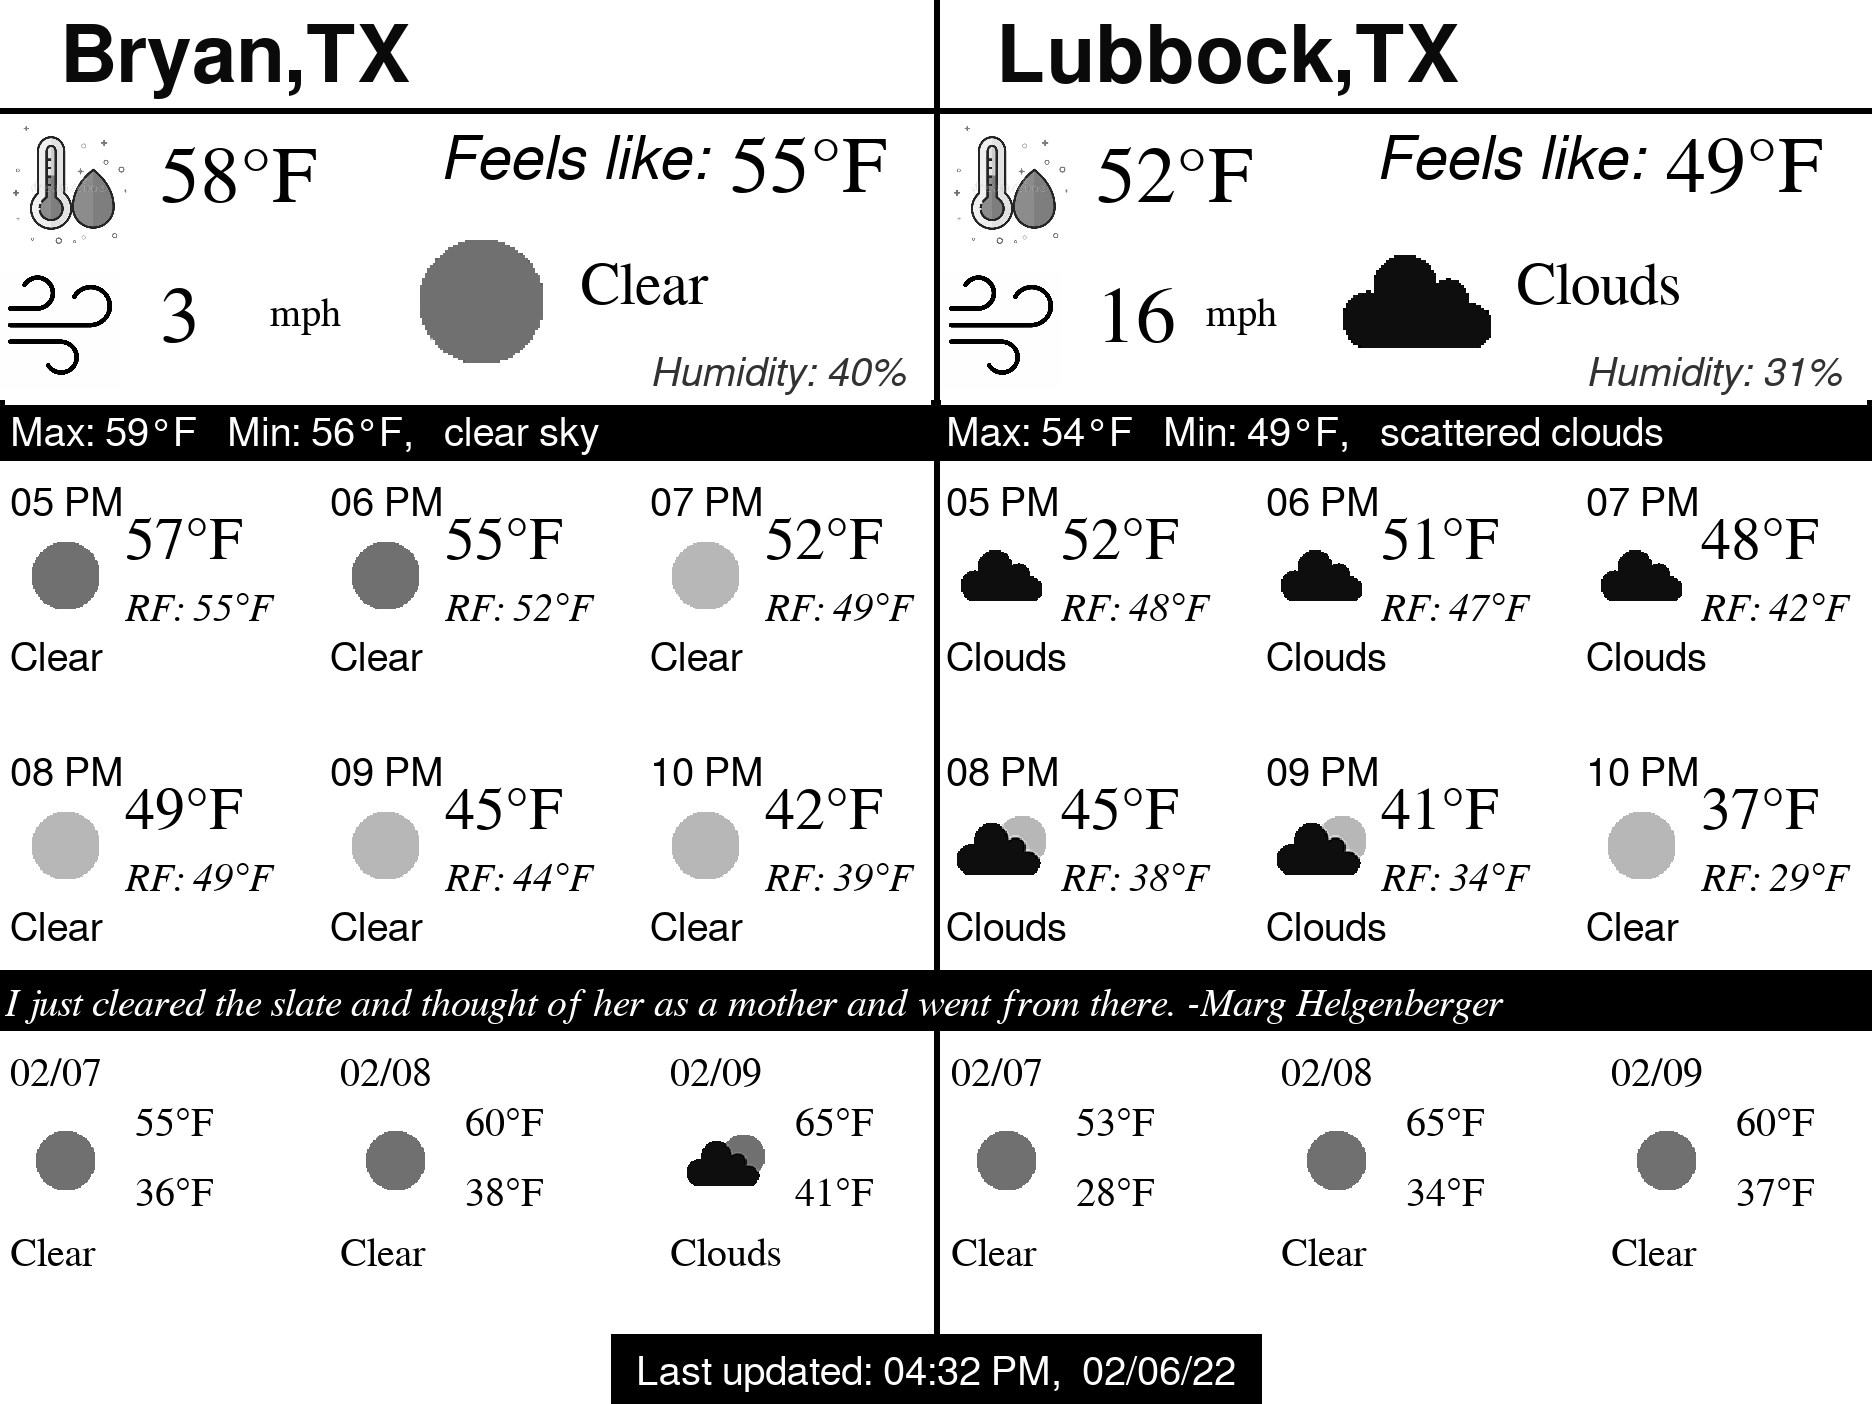 Bryan,TX
58°F
Feels like: 55°F
3 mph
Clear
Humidity: 40%
Max: 59°F Min: 56°F, clear sky
05 PM
57°F
RF: 55°F
Clear
06 PM
55°F
RF: 52°F
Clear
07 PM
52°F
RF: 49°F
Clear
08 PM
49°F
RF: 49°F
Clear
09 PM
45°F
RF: 44°F
Clear
10 PM
42°F
RF: 39°F
Clear
Lubbock,TX
52°F
Feels like: 49°F
16 mph
Clouds
Humidity: 31%
Max: 54°F Min: 49°F, scattered clouds
05 PM
52°F
RF: 48°F
Clouds
06 PM
51°F
RF: 47°F
Clouds
07 PM
48°F
RF: 42°F
Clouds
08 PM
45°F
RF: 38°F
Clouds
09 PM
41°F
RF: 34°F
Clouds
10 PM
37°F
RF: 29°F
Clear
I just cleared the slate and thought of her as a mother and went from there. -Marg Helgenberger
02/07
55°F
36°F
Clear
02/08
60°F
38°F
Clear
02/09
65°F
41°F
Clouds
02/07
53°F
28°F
Clear
02/08
65°F
34°F
Clear
02/09
60°F
37°F
Clear
Last updated: 04:32 PM, 02/06/22